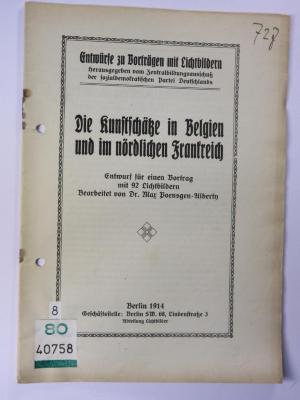 727
Entwürfe zu Vorträgen mit Lichtbildern
Herausgegeben vom Zentralbildungsausschuß
der sozialdemokratischen Partei Deutschlands
Die Kunstschätze in Belgien
und im nördlichen Frankreich
Entwurf für einen Vortrag
mit 92 Lichtbildern
Bearbeitet von Dr. Max Poensgen-Alberty
Berlin 1914
Geschäftsstelle: Berlin SW. 68, Lindenstraße 3
Abteilung Lichtbilder
8
80
40758